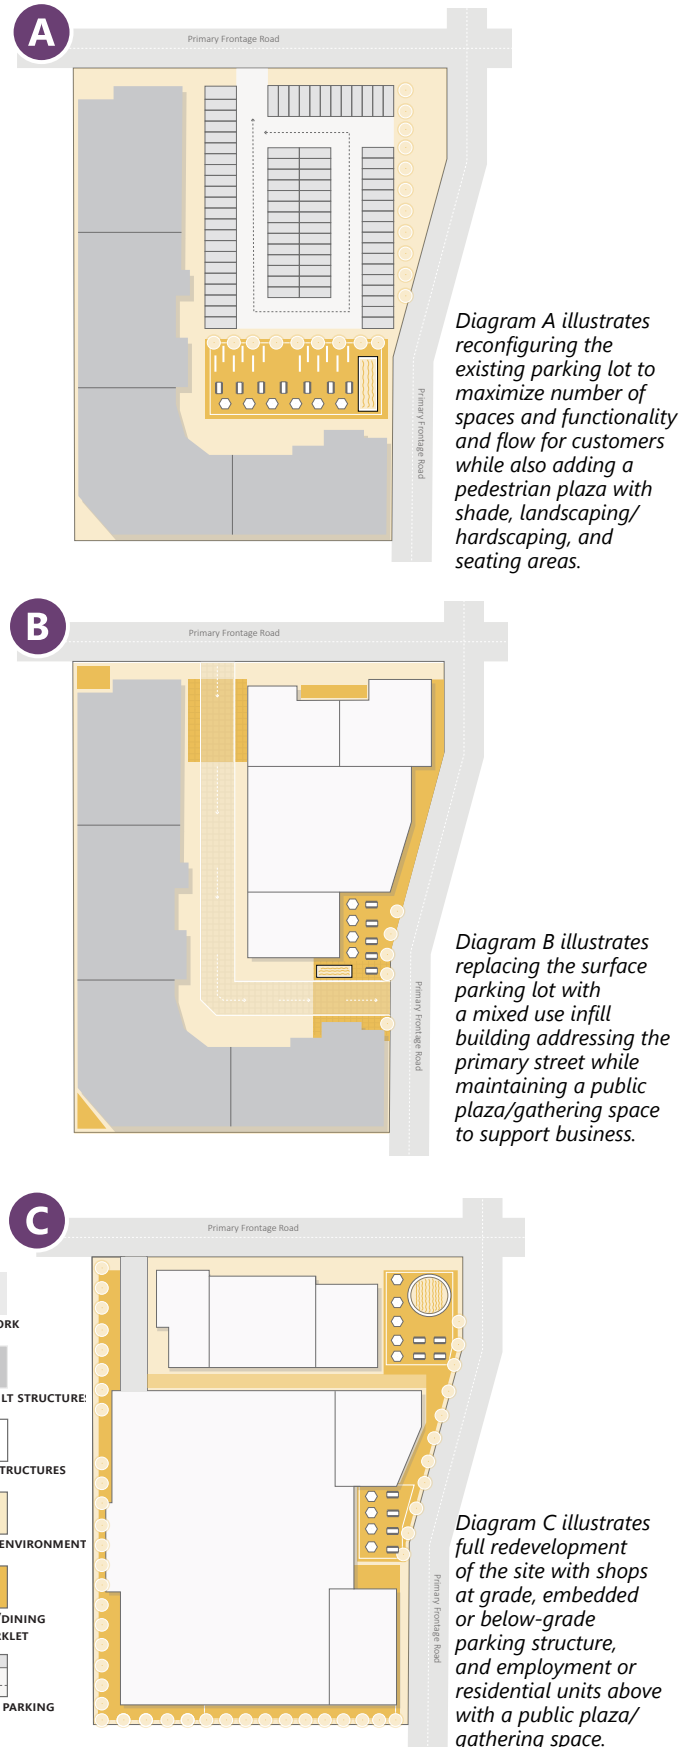 A
Primary Frontage Road
Primary Frontage Road
Diagram A illustrates
reconfiguring the
existing parking lot to
maximize number of
spaces and functionality
and flow for customers
while also adding a
pedestrian plaza with
shade, landscaping/
hardscaping, and
seating areas.
B
Primary Frontage Road
Primary Frontage Road
Diagram B illustrates
replacing the surface
parking lot with
a mixed use infill
building addressing the
primary street while
maintaining a public
plaza/gathering space
to support business.
C
Primary Frontage Road
Primary Frontage Road
ORK
LT STRUCTURES
TRUCTURES
ENVIRONMENT
/DINING
RKLET
PARKING
Diagram C illustrates
full redevelopment
of the site with shops
at grade, embedded
or below-grade
parking structure,
and employment or
residential units above
with a public plaza/
gathering space.